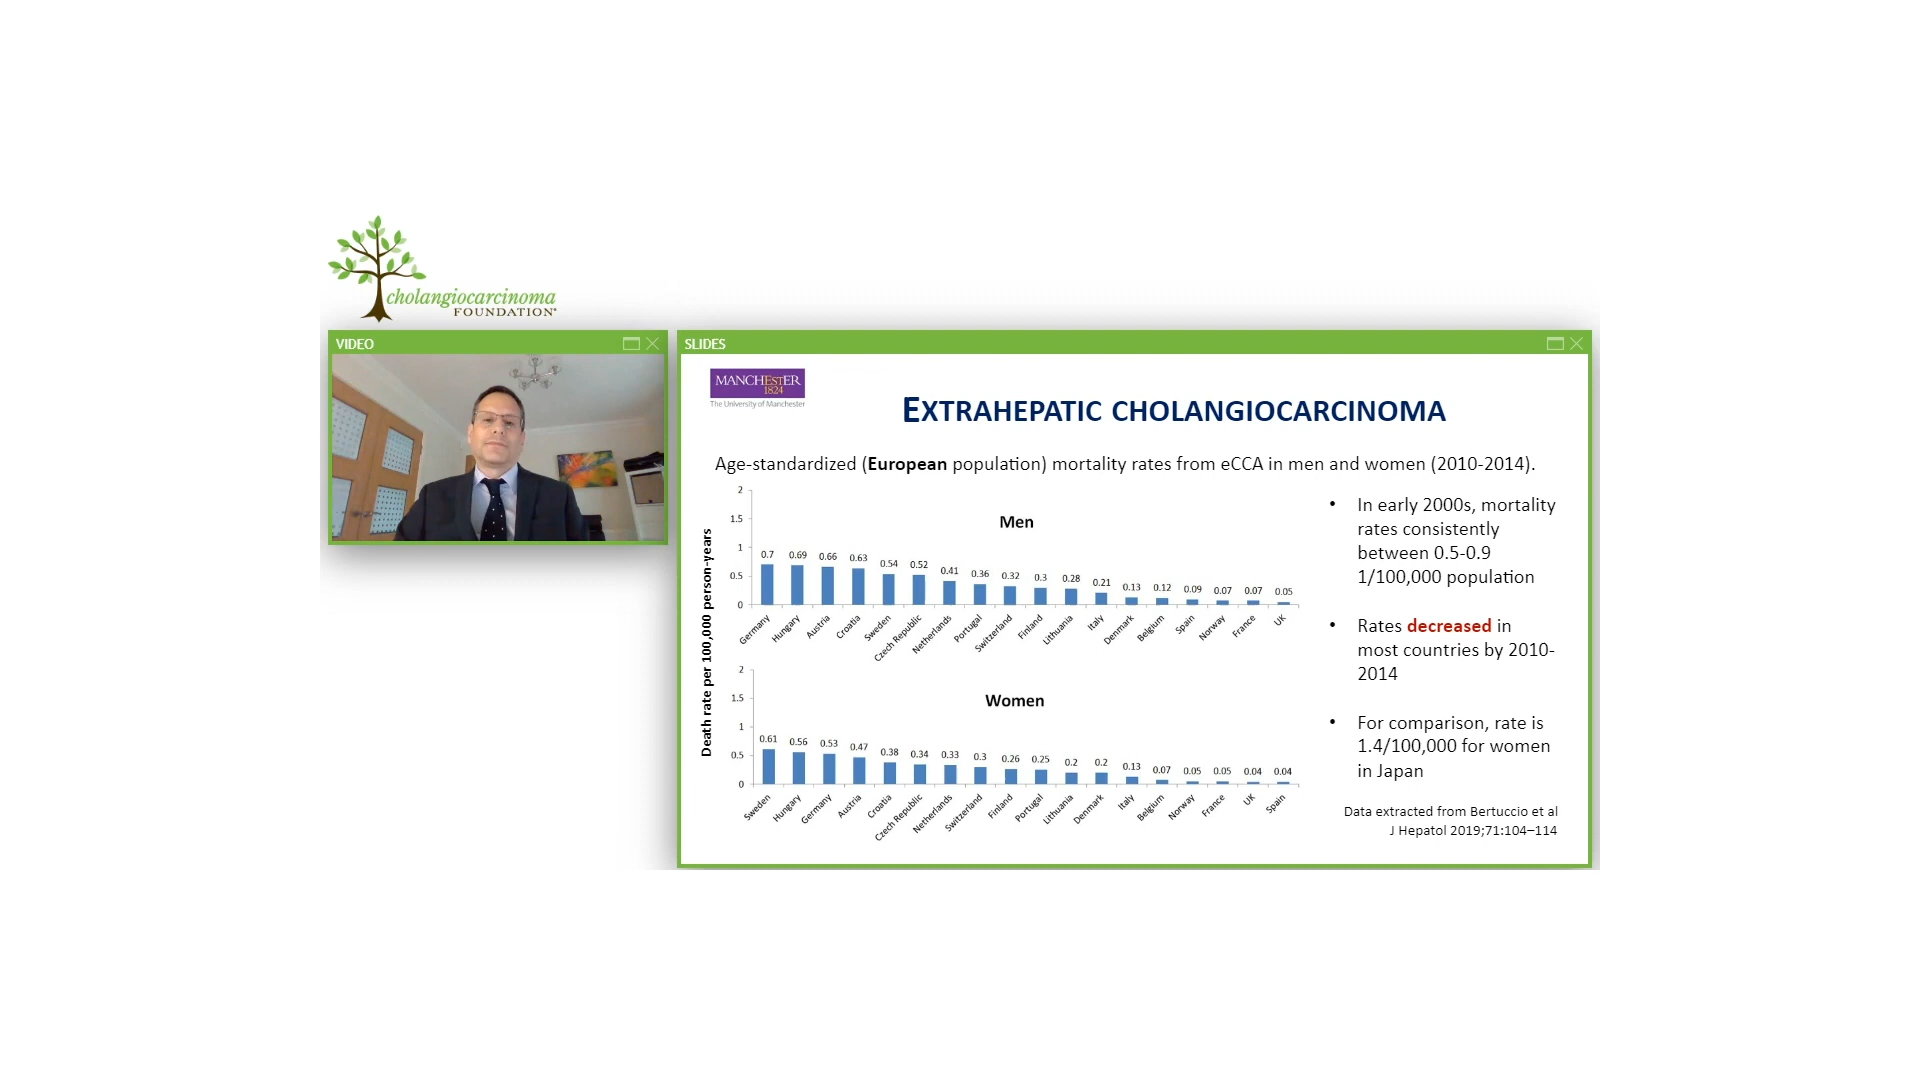 cholangiocarcinoma
FOUNDATION®
VIDEO
SLIDES
MANCHESTER
1824
The University of Manchester
EXTRAHEPATIC CHOLANGIOCARCINOMA
Age-standardized (European population) mortality rates from eCCA in men and women (2010-2014).
Death rate per 100,000 person-years
Men
2
1.5
1
0.5
0
0.7 0.69 0.66 0.63 0.54 0.52 0.41 0.36 0.32 0.3 0.28 0.21 0.13 0.12 0.09 0.07 0.07 0.05
Germany Hungary Austria Croatia Sweden Czech Republic Netherlands Portugal Switzerland Finland Lithuania Italy Denmark Belgium Spain Norway France UK
Women
2
1.5
1
0.5
0
0.61 0.56 0.53 0.47 0.38 0.34 0.33 0.3 0.26 0.25 0.2 0.2 0.13 0.07 0.05 0.05 0.04 0.04
Sweden Hungary Germany Austria Croatia Czech Republic Netherlands Switzerland Finland Portugal Lithuania Denmark Italy Belgium Norway France UK Spain
• In early 2000s, mortality
rates consistently
between 0.5-0.9
1/100,000 population
• Rates decreased in
most countries by 2010-
2014
• For comparison, rate is
1.4/100,000 for women
in Japan
Data extracted from Bertuccio et al
J Hepatol 2019;71:104–114